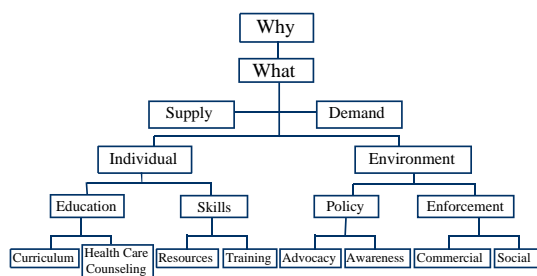 Why
What
Supply
Demand
Individual
Environment
Education
Skills
Policy
Enforcement
Curriculum
Health Care
Counseling
Resources
Training
Advocacy
Awareness
Commercial
Social